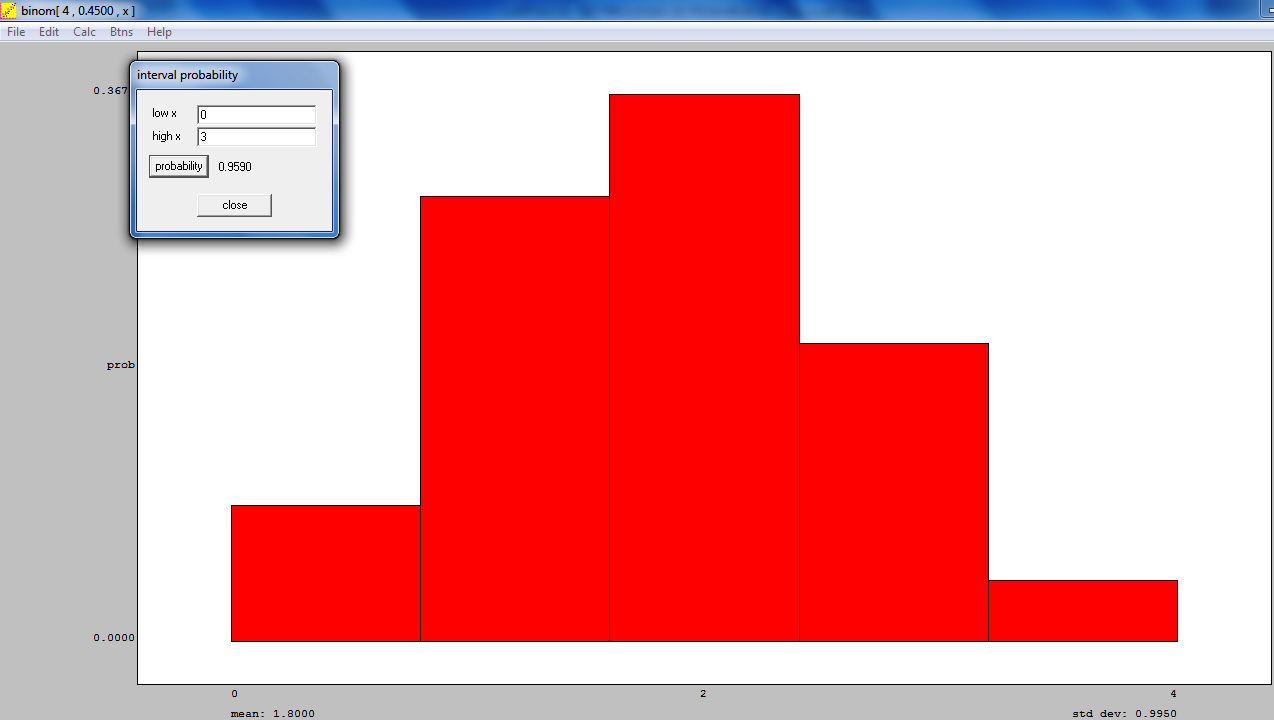 binom[ 4 , 0.4500 , x ]
File Edit Calc Btns Help
interval probability
low x 0
high x 3
probability 0.9590
close
0.367
prob
0.0000
0 2 4
mean: 1.8000 std dev: 0.9950